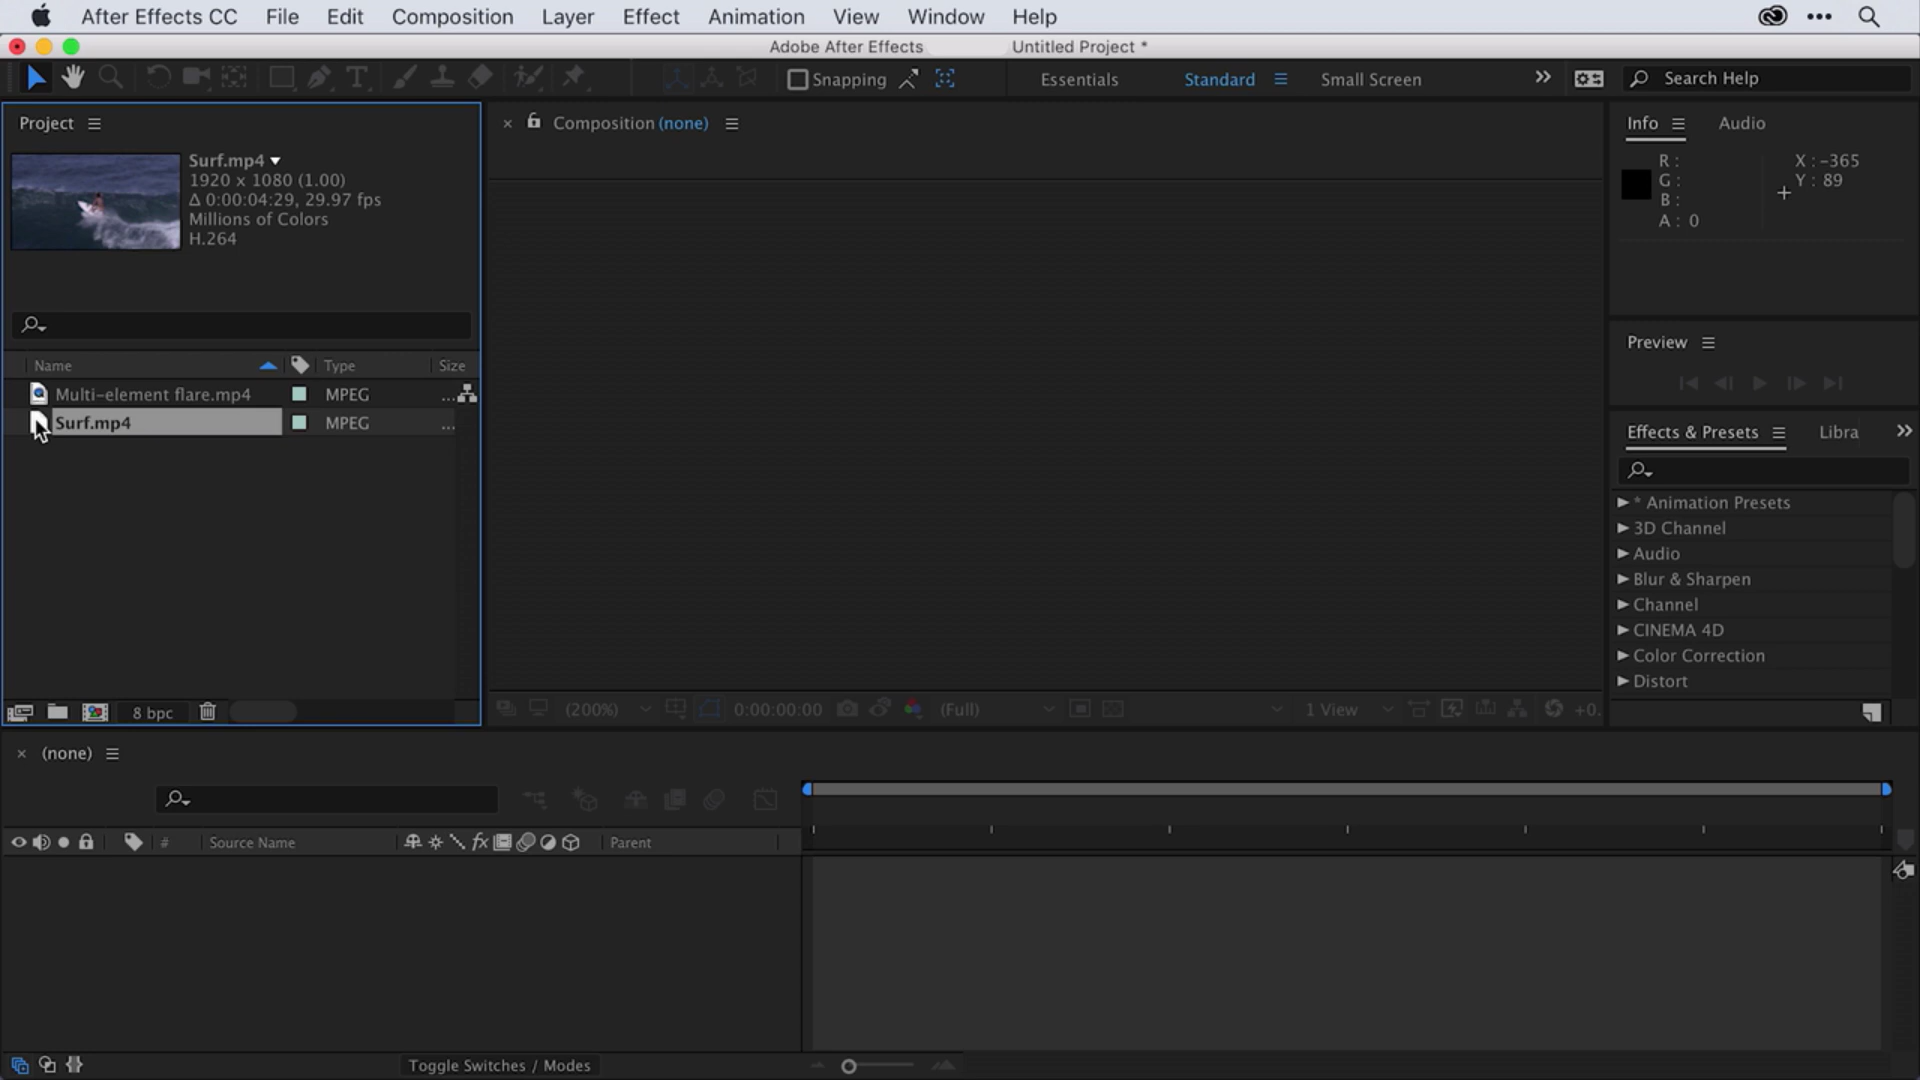 After Effects CC File Edit Composition Layer Effect Animation View Window Help
Adobe After Effects Untitled Project *
Snapping Essentials Standard Small Screen Search Help
Project
Surf.mp4
1920 x 1080 (1.00)
Δ 0:00:04:29, 29.97 fps
Millions of Colors
H.264
Name Type Size
Multi-element flare.mp4 MPEG ...
Surf.mp4 MPEG ...
8 bpc
Composition (none)
(200%) 0:00:00:00 (Full) 1 View +0.
Info Audio
R : X : -365
G : Y : 89
B :
A : 0
Preview
Effects & Presets Libra
* Animation Presets
3D Channel
Audio
Blur & Sharpen
Channel
CINEMA 4D
Color Correction
Distort
(none)
# Source Name fx Parent
Toggle Switches / Modes